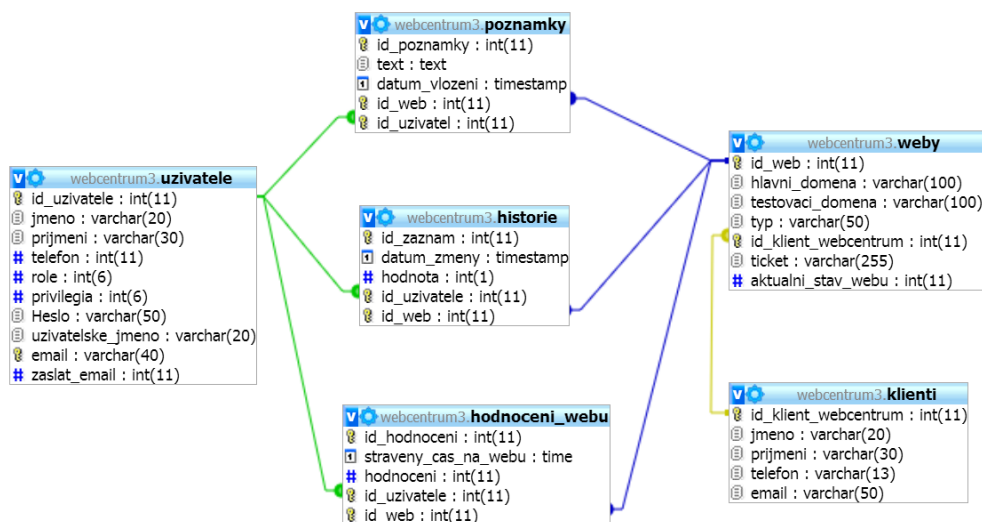 webcentrum3.poznamky
id_poznamky : int(11)
text : text
datum_vlozeni : timestamp
id_web : int(11)
id_uzivatel : int(11)
webcentrum3.uzivatele
id_uzivatele : int(11)
jmeno : varchar(20)
prijmeni : varchar(30)
telefon : int(11)
role : int(6)
privilegia : int(6)
Heslo : varchar(50)
uzivatelske_jmeno : varchar(20)
email : varchar(40)
zaslat_email : int(11)
webcentrum3.historie
id_zaznam : int(11)
datum_zmeny : timestamp
hodnota : int(1)
id_uzivatele : int(11)
id_web : int(11)
webcentrum3.hodnoceni_webu
id_hodnoceni : int(11)
straveny_cas_na_webu : time
hodnoceni : int(11)
id_uzivatele : int(11)
id_web : int(11)
webcentrum3.weby
id_web : int(11)
hlavni_domena : varchar(100)
testovaci_domena : varchar(100)
typ : varchar(50)
id_klient_webcentrum : int(11)
ticket : varchar(255)
aktualni_stav_webu : int(11)
webcentrum3.klienti
id_klient_webcentrum : int(11)
jmeno : varchar(20)
prijmeni : varchar(30)
telefon : varchar(13)
email : varchar(50)